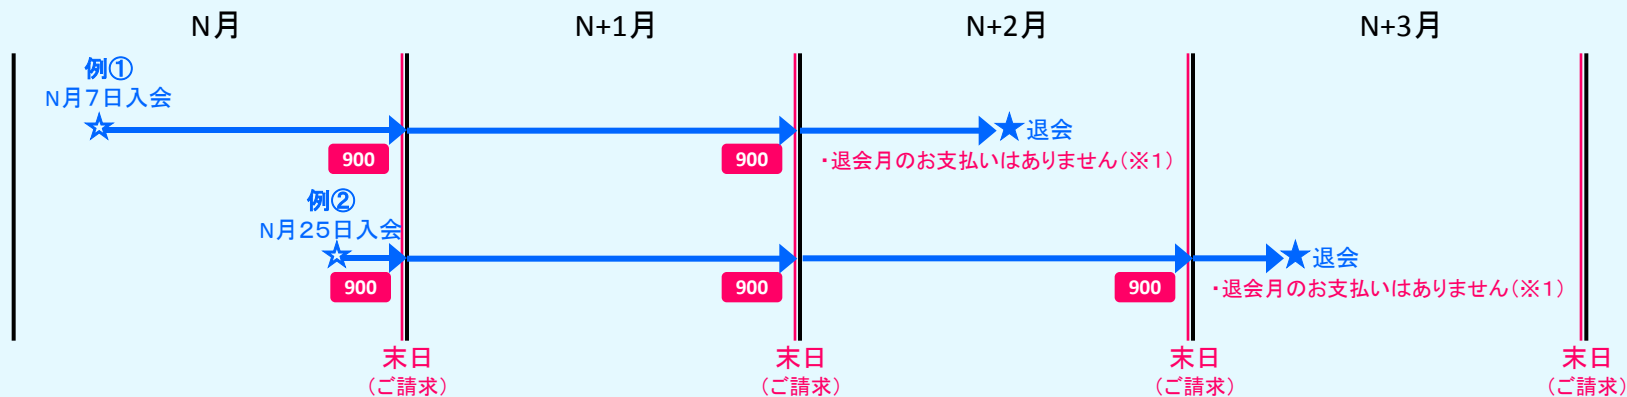 N月 N+1月 N+2月 N+3月
例①
N月7日入会
退会
900 900 ・退会月のお支払いはありません(※1)
例②
N月25日入会
退会
900 900 900 ・退会月のお支払いはありません(※1)
末日 末日 末日 末日
(ご請求) (ご請求) (ご請求) (ご請求)